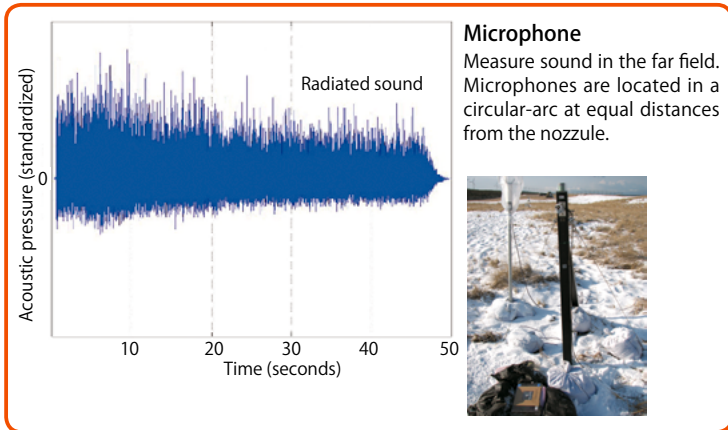 Microphone
Measure sound in the far field.
Microphones are located in a
circular-arc at equal distances
from the nozzule.
Radiated sound
Acoustic pressure (standardized)
0
10 20 30 40 50
Time (seconds)